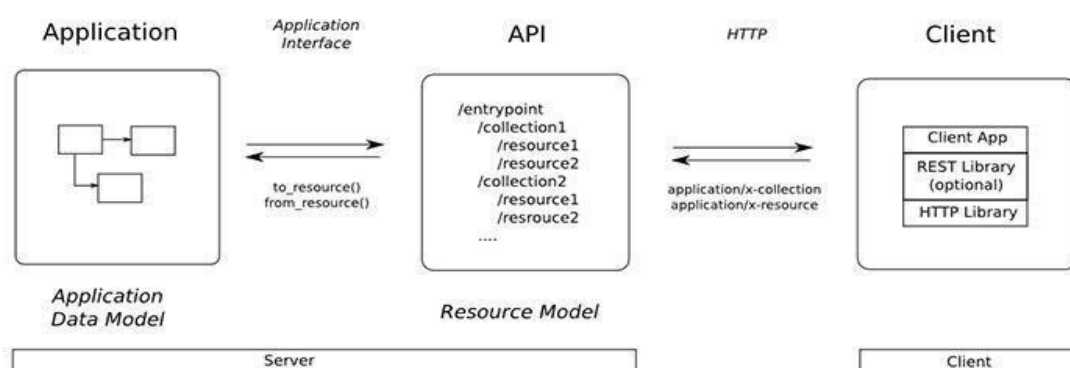 Application
Application
Interface
API
HTTP
Client
/entrypoint
/collection1
/resource1
/resource2
/collection2
/resource1
/resrouce2
....
to_resource()
from_resource()
application/x-collection
application/x-resource
Client App
REST Library
(optional)
HTTP Library
Application
Data Model
Resource Model
Server
Client